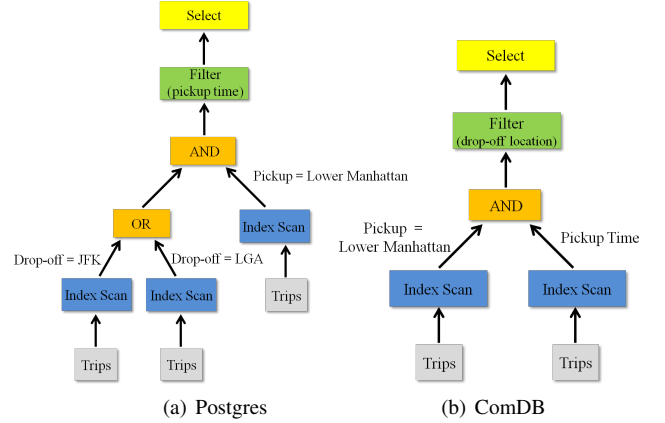 Select
Filter
(pickup time)
AND
Pickup = Lower Manhattan
OR
Index Scan
Drop-off = JFK
Drop-off = LGA
Index Scan
Index Scan
Trips
Trips
Trips
(a) Postgres
Select
Filter
(drop-off location)
AND
Pickup =
Lower Manhattan
Pickup Time
Index Scan
Index Scan
Trips
Trips
(b) ComDB